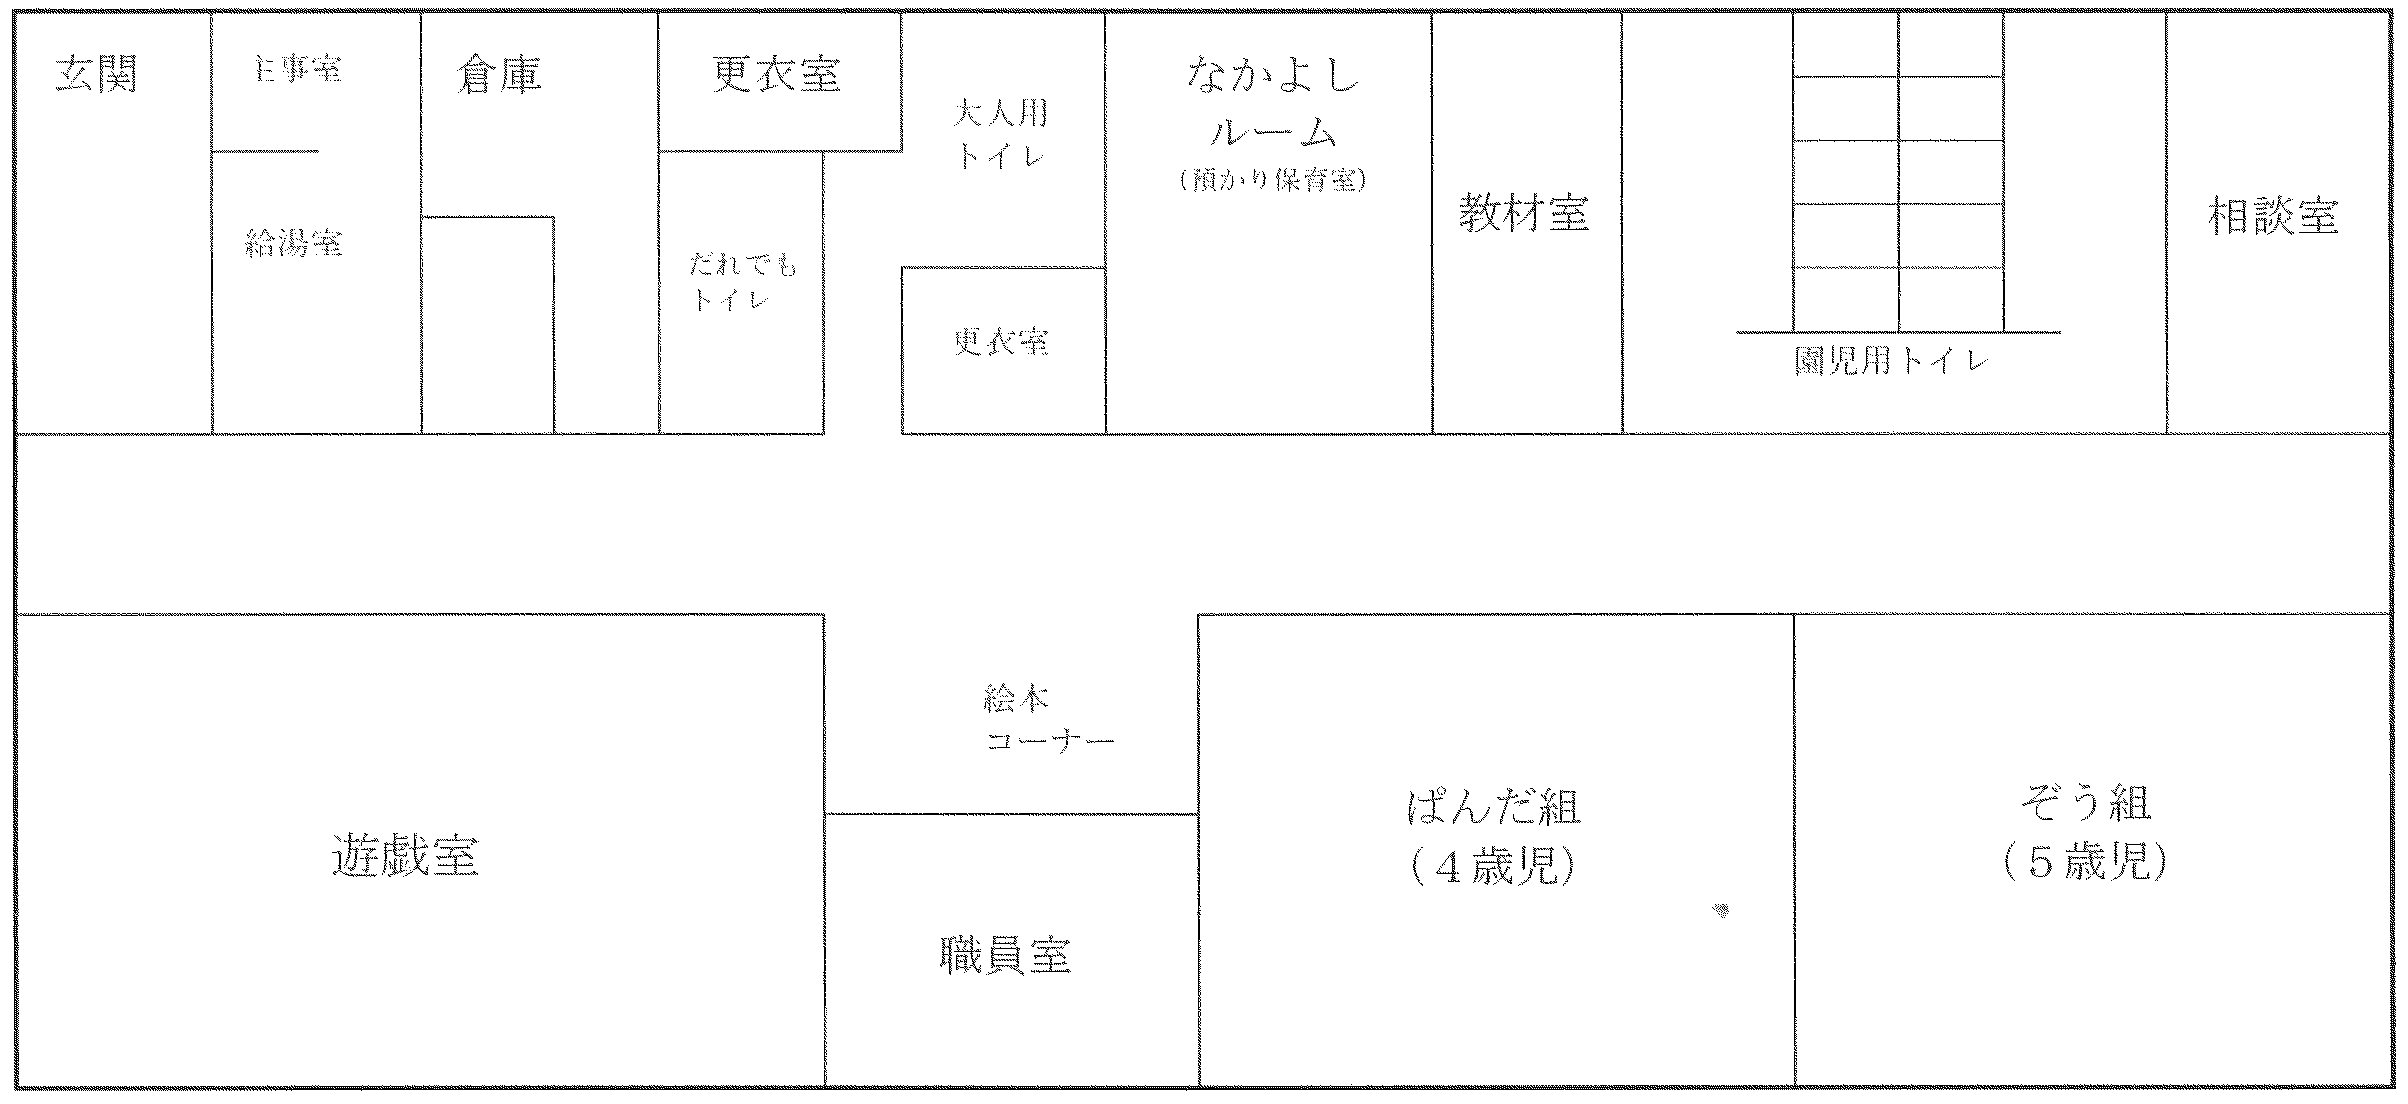 玄関
主事室
給湯室
倉庫
更衣室
だれでも
トイレ
大人用
トイレ
更衣室
なかよし
ルーム
(預かり保育室)
教材室
園児用トイレ
相談室
遊戯室
絵本
コーナー
職員室
ぱんだ組
(４歳児)
ぞう組
(５歳児)